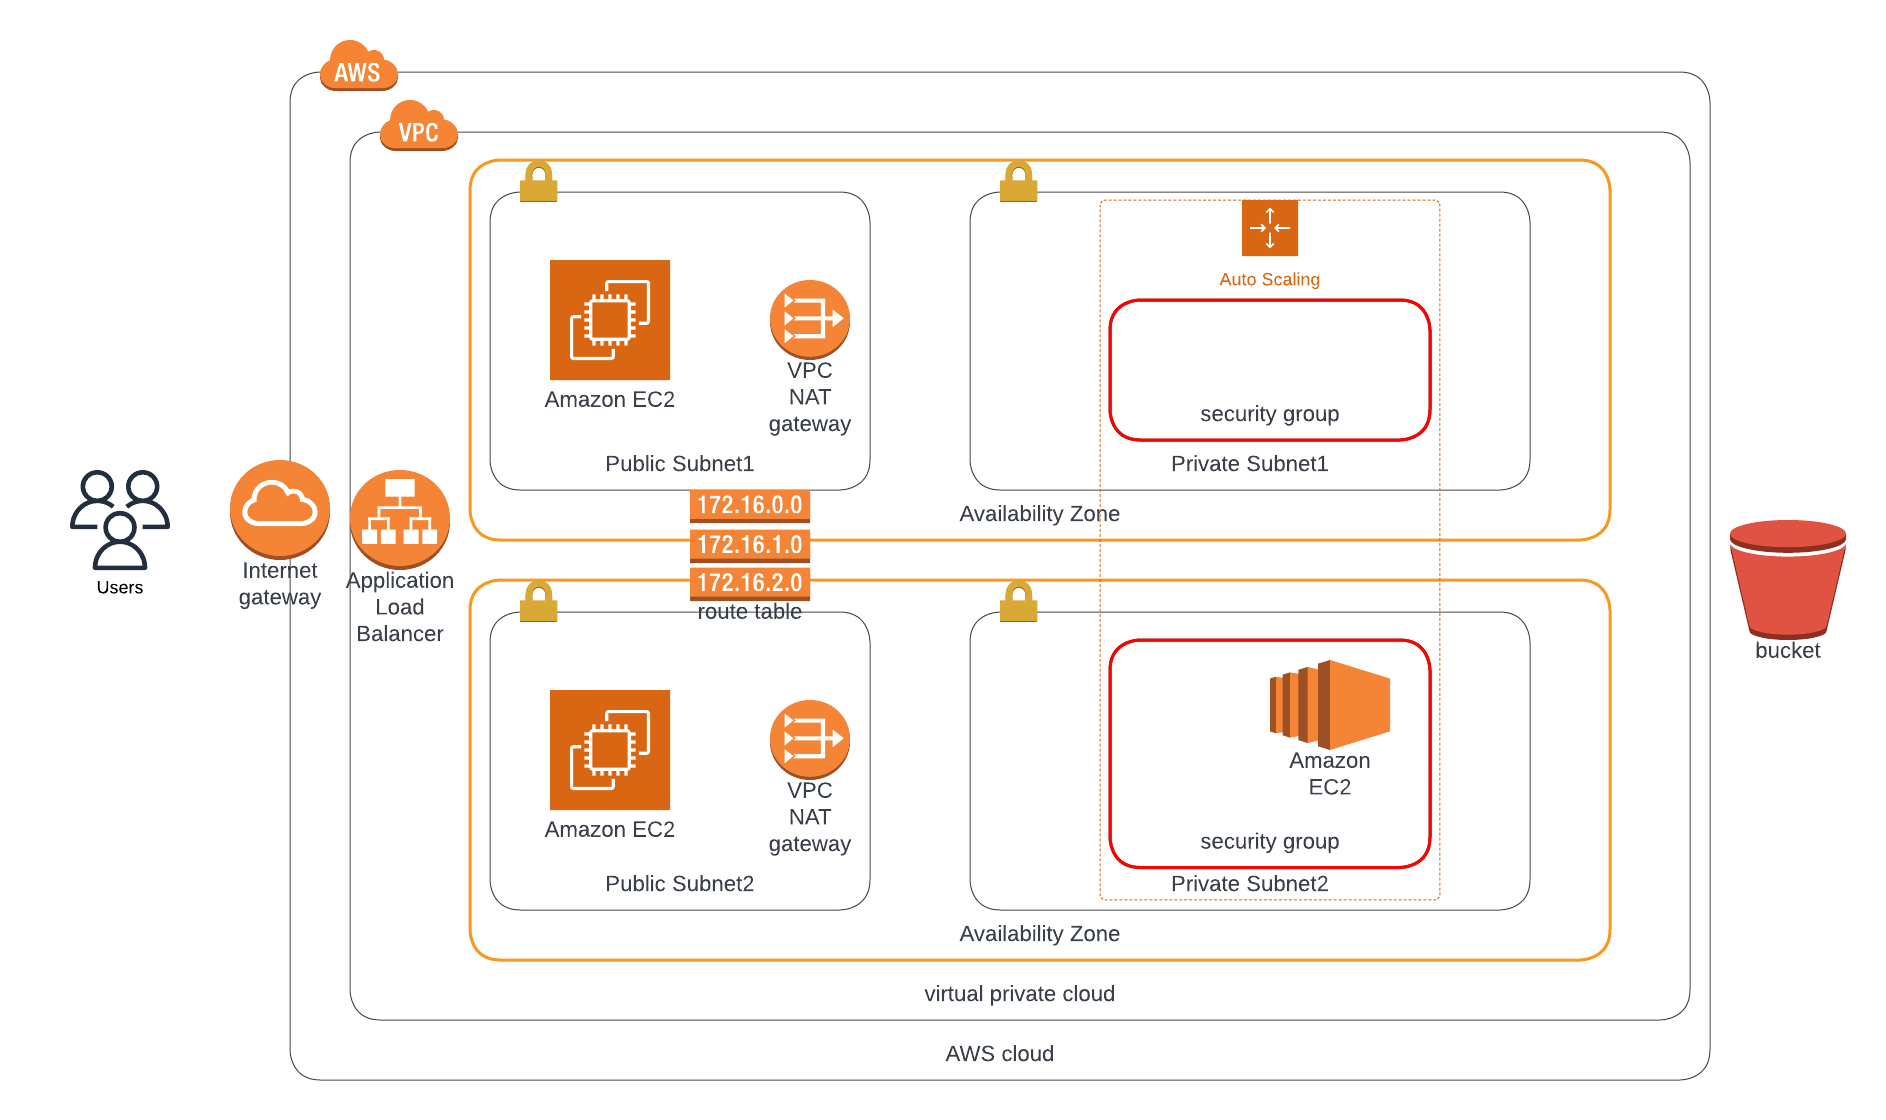 AWS
VPC
Auto Scaling
Amazon EC2
VPC
NAT
gateway
security group
Public Subnet1
Private Subnet1
172.16.0.0
Availability Zone
172.16.1.0
172.16.2.0
route table
Users
Internet
gateway
Application
Load
Balancer
bucket
Amazon
EC2
Amazon EC2
VPC
NAT
gateway
security group
Public Subnet2
Private Subnet2
Availability Zone
virtual private cloud
AWS cloud